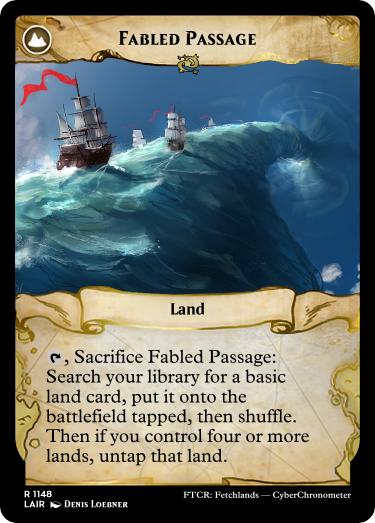 Fabled Passage
Land
, Sacrifice Fabled Passage:
Search your library for a basic
land card, put it onto the
battlefield tapped, then shuffle.
Then if you control four or more
lands, untap that land.
R 1148
LAIR Denis Loebner
FTCR: Fetchlands — CyberChronometer